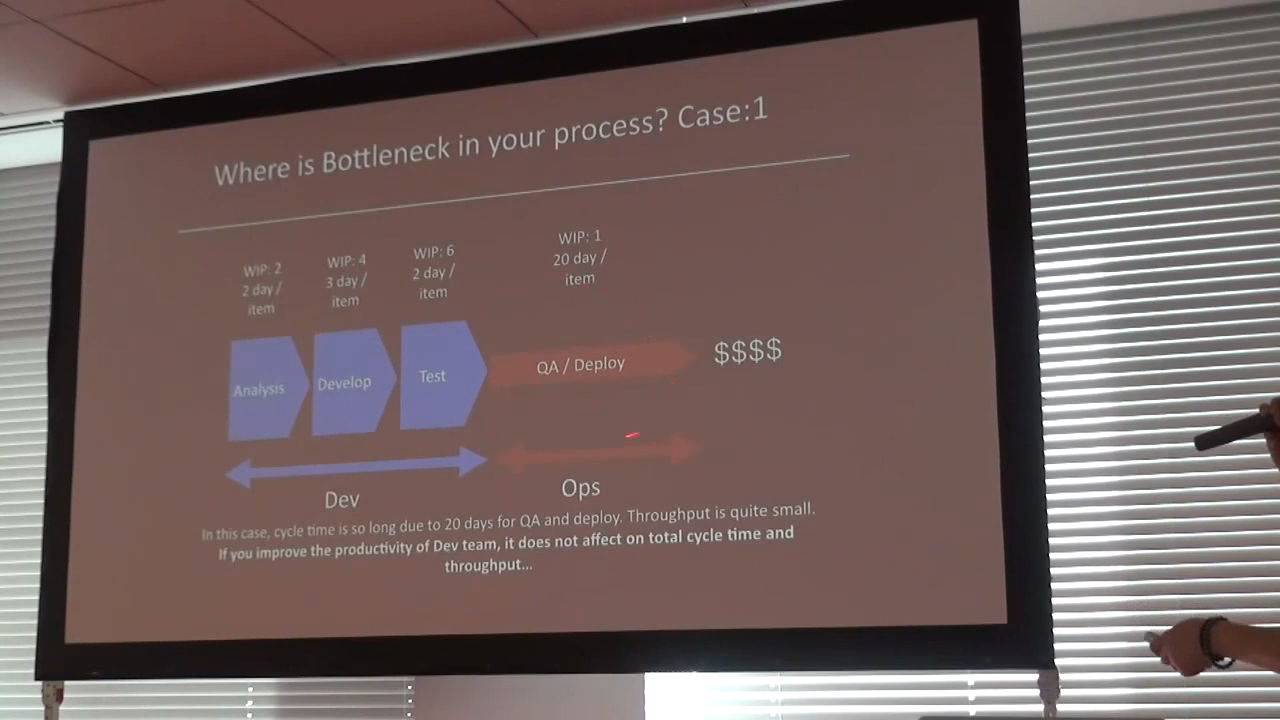 Where is Bottleneck in your process? Case:1
WIP: 2
2 day /
item
WIP: 4
3 day /
item
WIP: 6
2 day /
item
WIP: 1
20 day /
item
Analysis
Develop
Test
QA / Deploy
$$$$
Dev
Ops
In this case, cycle time is so long due to 20 days for QA and deploy. Throughput is quite small.
If you improve the productivity of Dev team, it does not affect on total cycle time and
throughput...